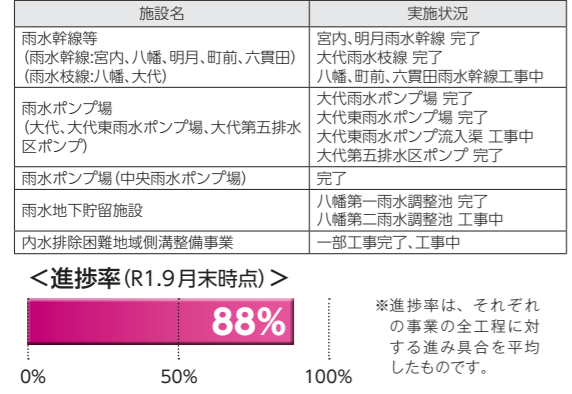 施設名
実施状況
雨水幹線等
(雨水幹線:宮内、八幡、明月、町前、六貫田)
(雨水枝線:八幡、大代)
宮内、明月雨水幹線 完了
大代雨水枝線 完了
八幡、町前、六貫田雨水幹線工事中
雨水ポンプ場
(大代、大代東雨水ポンプ場、大代第五排水
区ポンプ)
大代雨水ポンプ場 完了
大代東雨水ポンプ場 完了
大代東雨水ポンプ流入渠 工事中
大代第五排水区ポンプ 完了
雨水ポンプ場(中央雨水ポンプ場)
完了
雨水地下貯留施設
八幡第一雨水調整池 完了
八幡第二雨水調整池 工事中
内水排除困難地域側溝整備事業
一部工事完了、工事中
<進捗率(R1.9月末時点)>
88%
0%
50%
100%
※進捗率は、それぞれ
の事業の全工程に対
する進み具合を平均
したものです。